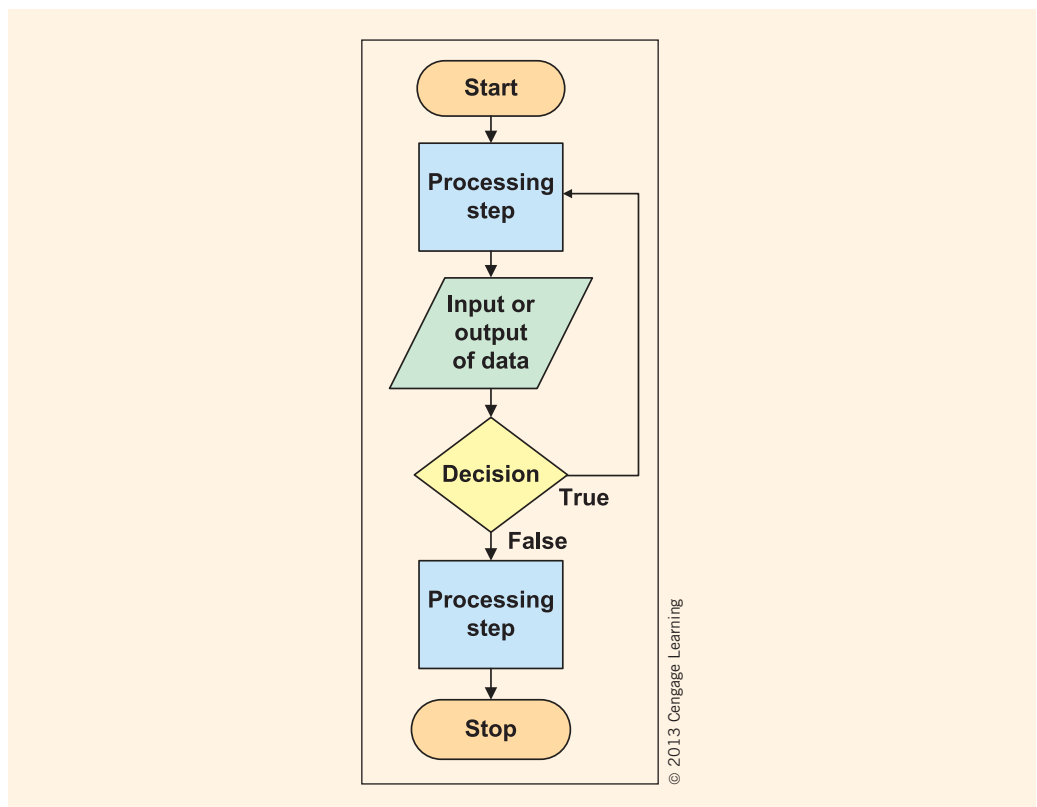 Start
Processing
step
Input or
output
of data
Decision
True
False
Processing
step
Stop
© 2013 Cengage Learning